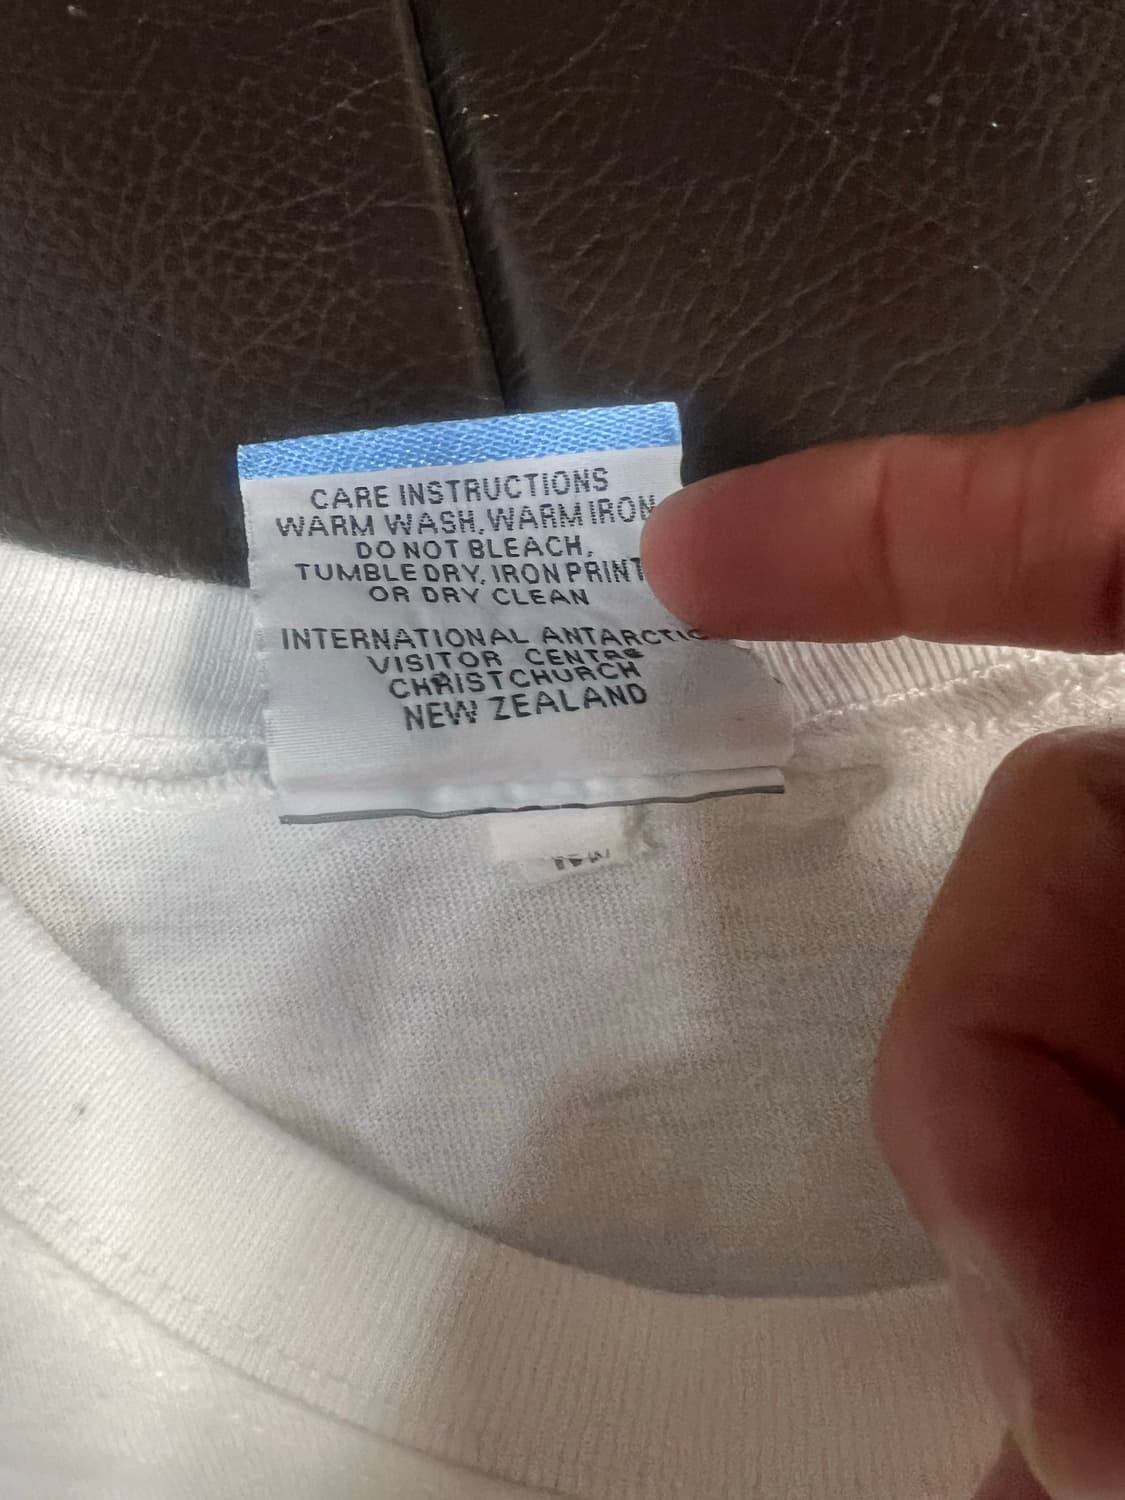 CARE INSTRUCTIONS
WARM WASH, WARM IRON
DO NOT BLEACH,
TUMBLE DRY, IRON PRINT
OR DRY CLEAN
INTERNATIONAL ANTARCTIC
VISITOR CENTRE
CHRISTCHURCH
NEW ZEALAND